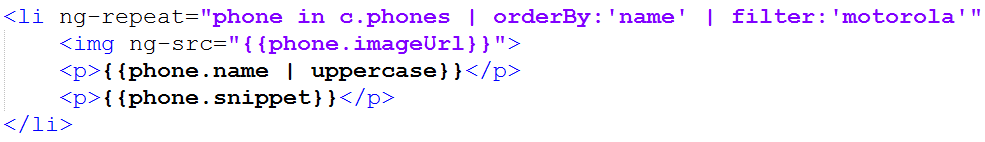 <li ng-repeat="phone in c.phones | orderBy:'name' | filter:'motorola'"
<img ng-src="{{phone.imageUrl}}">
<p>{{phone.name | uppercase}}</p>
<p>{{phone.snippet}}</p>
</li>